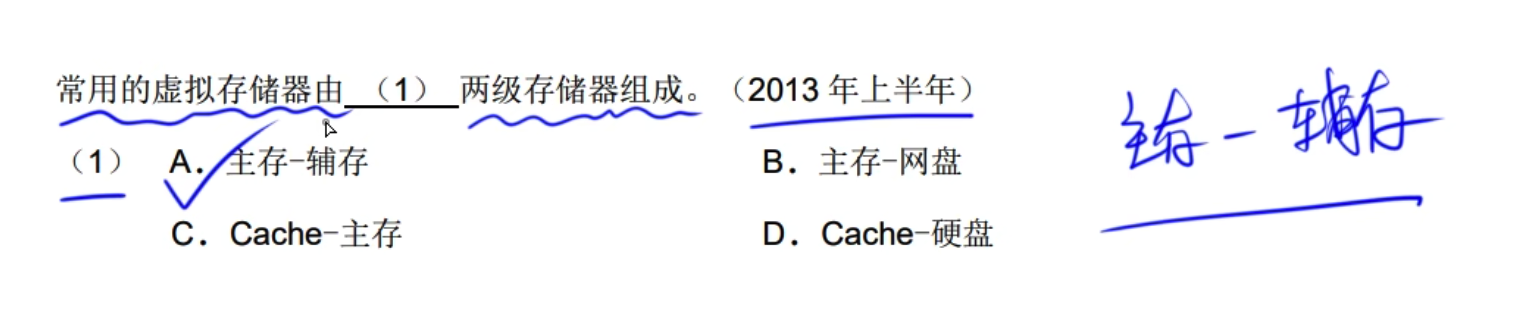 常用的虚拟存储器由 （1） 两级存储器组成。（2013 年上半年）
（1） A．主存-辅存 B．主存-网盘
C．Cache-主存 D．Cache-硬盘
主存-辅存